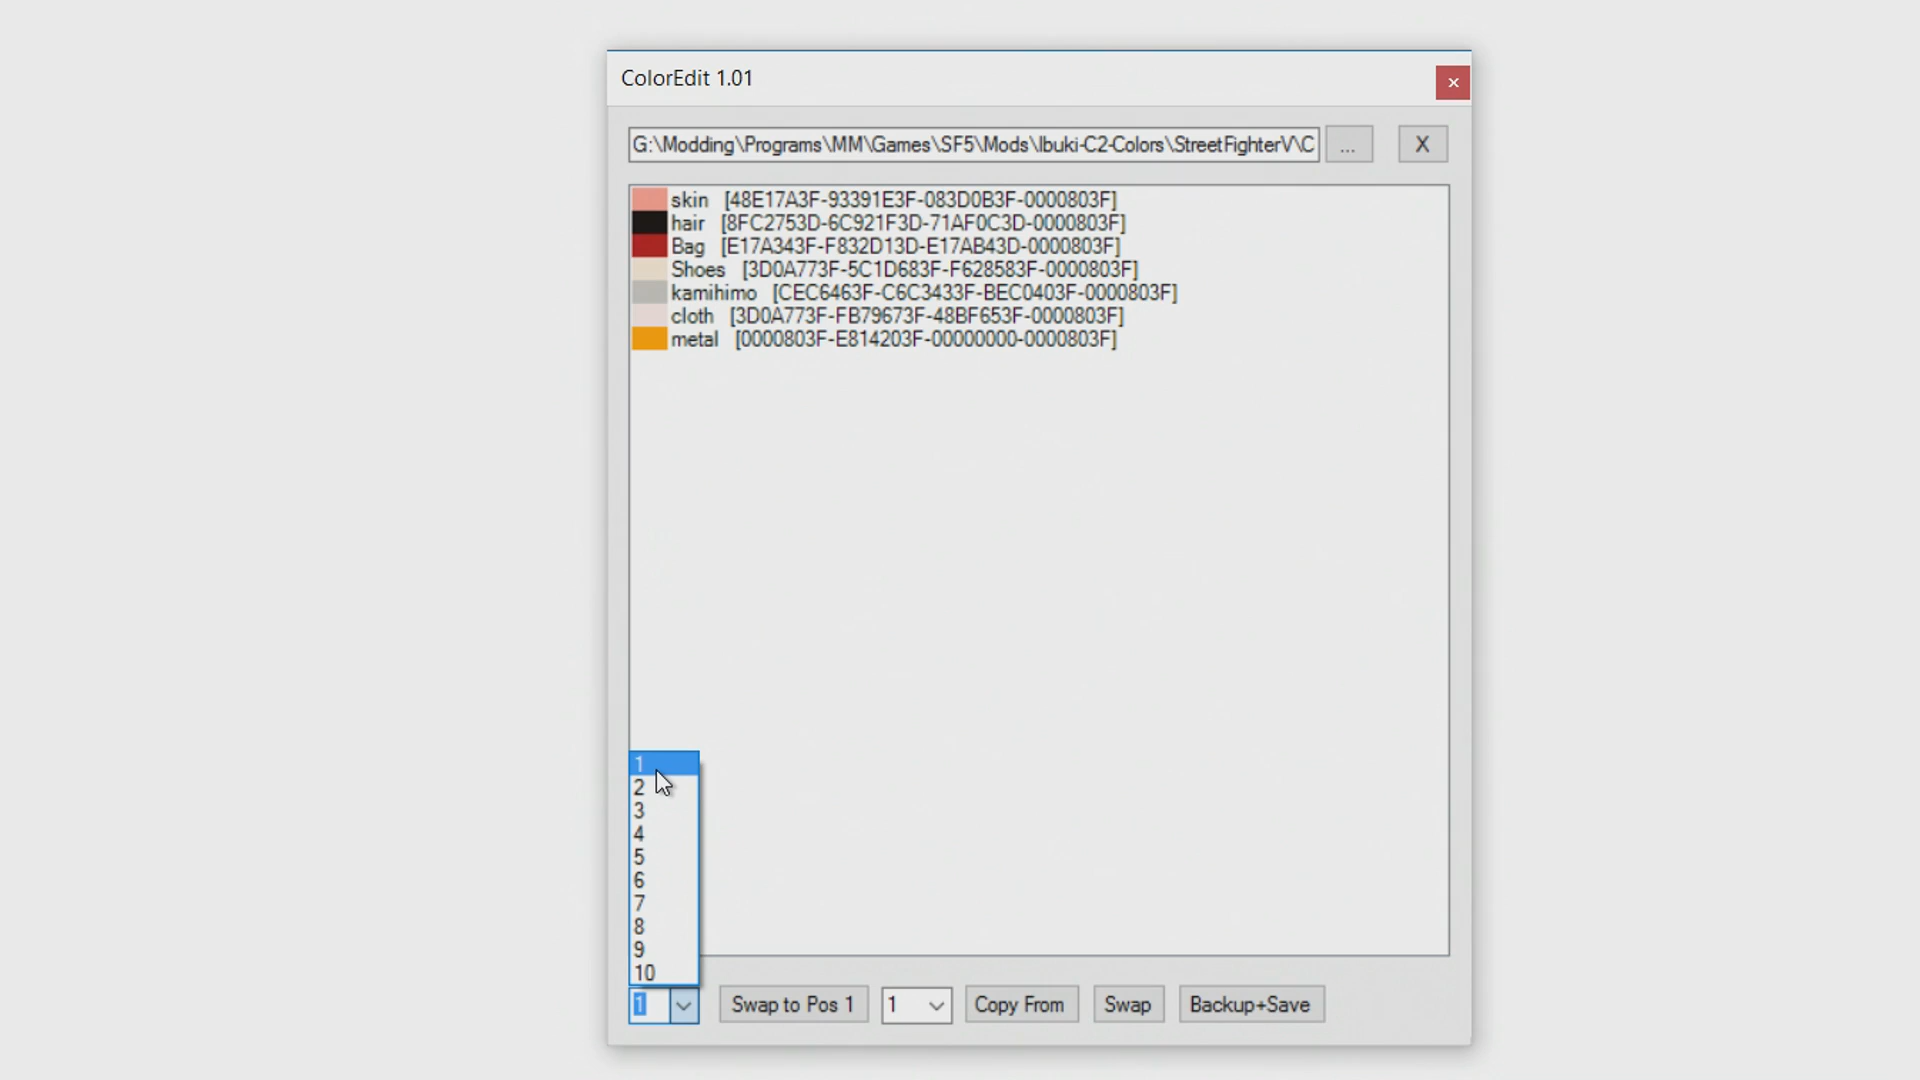 ColorEdit 1.01
×
G:\Modding\Programs\MM\Games\SF5\Mods\Ibuki-C2-Colors\StreetFighterV\C
...
X
skin [48E17A3F-93391E3F-083D0B3F-0000803F]
hair [8FC2753D-6C921F3D-71AF0C3D-0000803F]
Bag [E17A343F-F832D13D-E17AB43D-0000803F]
Shoes [3D0A773F-5C1D683F-F628583F-0000803F]
kamihimo [CEC6463F-C6C3433F-BEC0403F-0000803F]
cloth [3D0A773F-FB79673F-48BF653F-0000803F]
metal [0000803F-E814203F-00000000-0000803F]
1
2
3
4
5
6
7
8
9
10
1
Swap to Pos 1
1
Copy From
Swap
Backup+Save